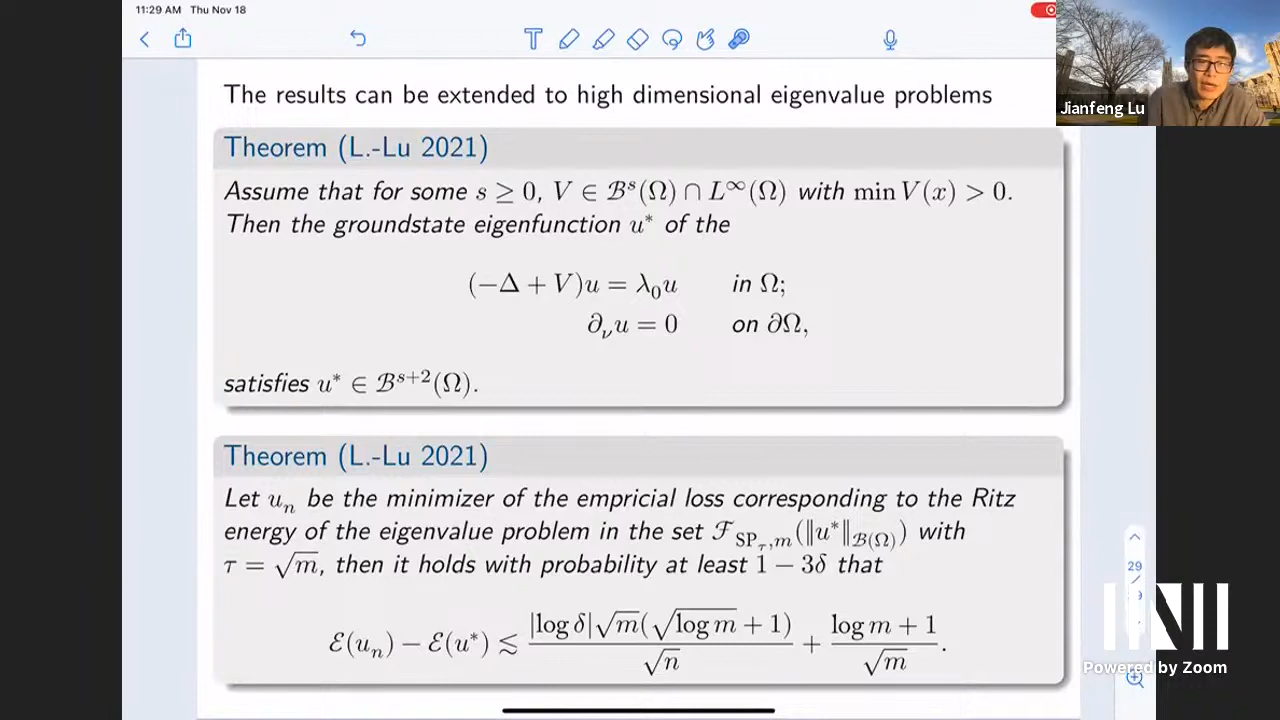 11:29 AM Thu Nov 18
The results can be extended to high dimensional eigenvalue problems
Theorem (L.-Lu 2021)
Assume that for some s ≥ 0, V ∈ ℬˢ(Ω) ∩ L^∞(Ω) with min V(x) > 0.
Then the groundstate eigenfunction u* of the
(−Δ + V)u = λ₀u in Ω;
∂_ν u = 0 on ∂Ω,
satisfies u* ∈ ℬ^{s+2}(Ω).
Theorem (L.-Lu 2021)
Let uₙ be the minimizer of the empricial loss corresponding to the Ritz
energy of the eigenvalue problem in the set ℱ_{SP_τ,m}(‖u*‖_{ℬ(Ω)}) with
τ = √m, then it holds with probability at least 1 − 3δ that
ℰ(uₙ) − ℰ(u*) ≲ |log δ|√m(√(log m) + 1) / √n + (log m + 1) / √m.
Jianfeng Lu
29
/
Powered by Zoom